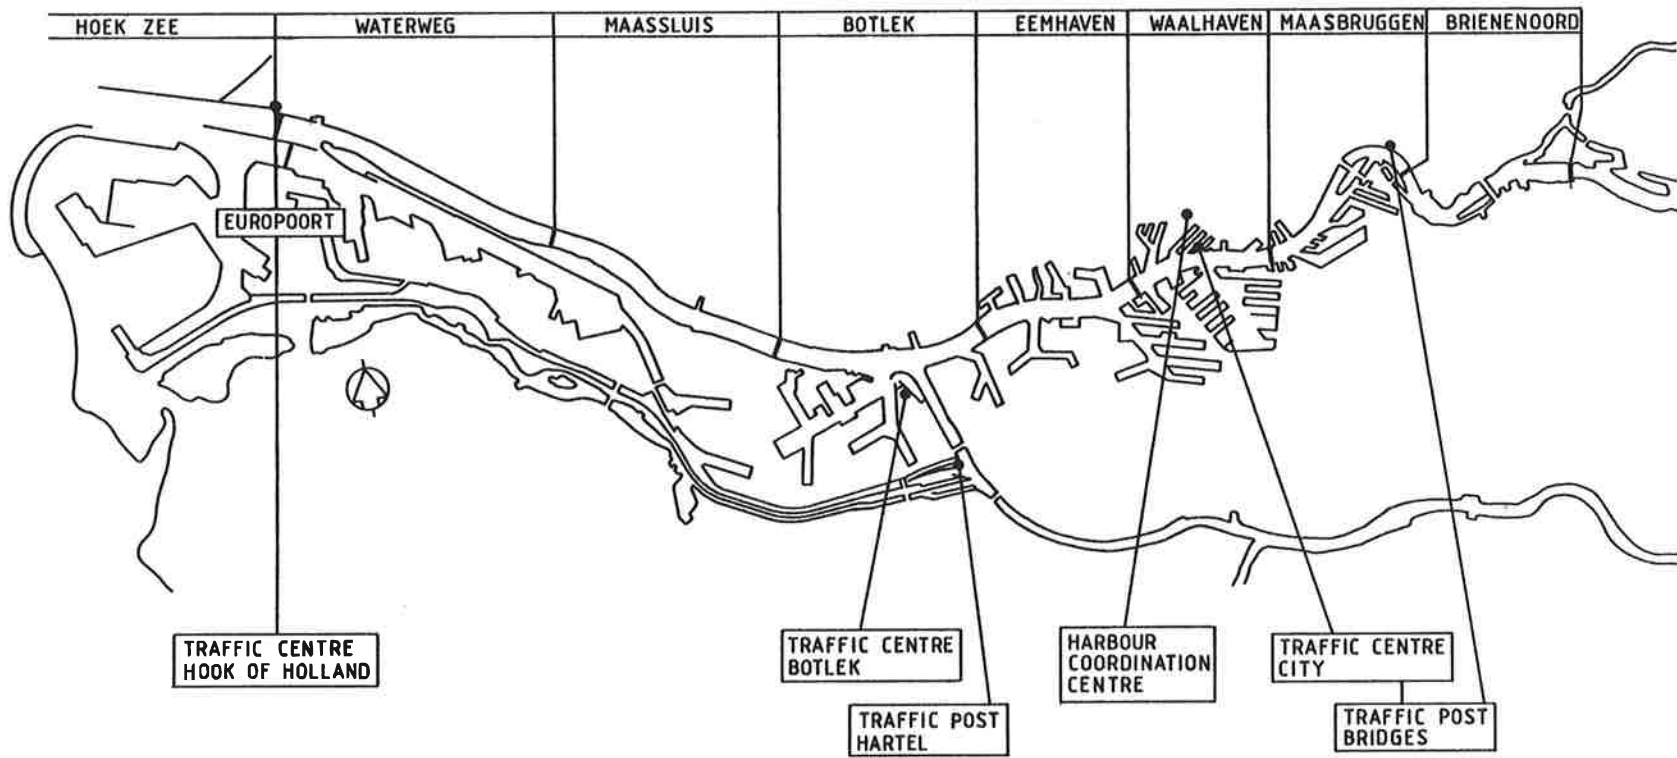 HOEK ZEE WATERWEG MAASSLUIS BOTLEK EEMHAVEN WAALHAVEN MAASBRUGGEN BRIENENOORD
EUROPOORT
TRAFFIC CENTRE
HOOK OF HOLLAND
TRAFFIC CENTRE
BOTLEK
HARBOUR
COORDINATION
CENTRE
TRAFFIC CENTRE
CITY
TRAFFIC POST
HARTEL
TRAFFIC POST
BRIDGES